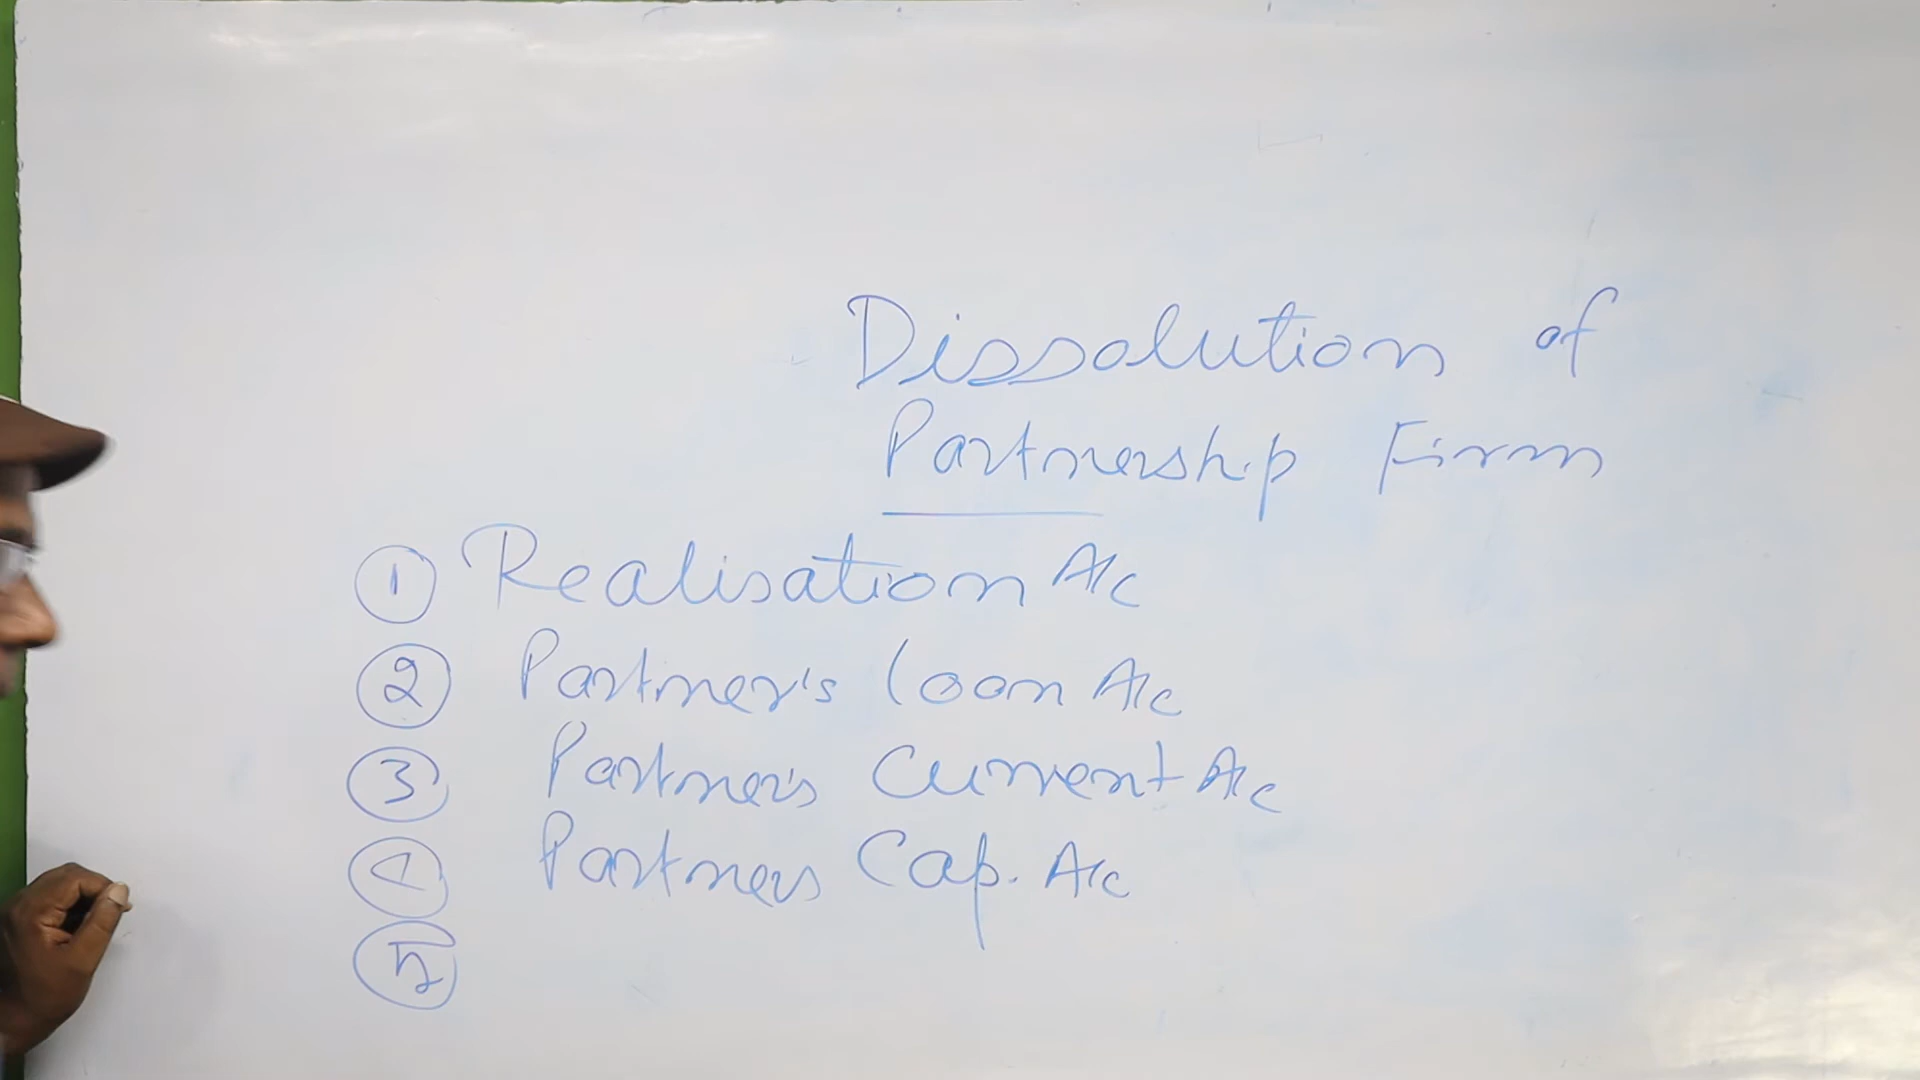 Dissolution of
Partnership Firm
1 Realisation A/c
2 Partner's loan A/c
3 Partner's Current A/c
4 Partners Cap. A/c
5